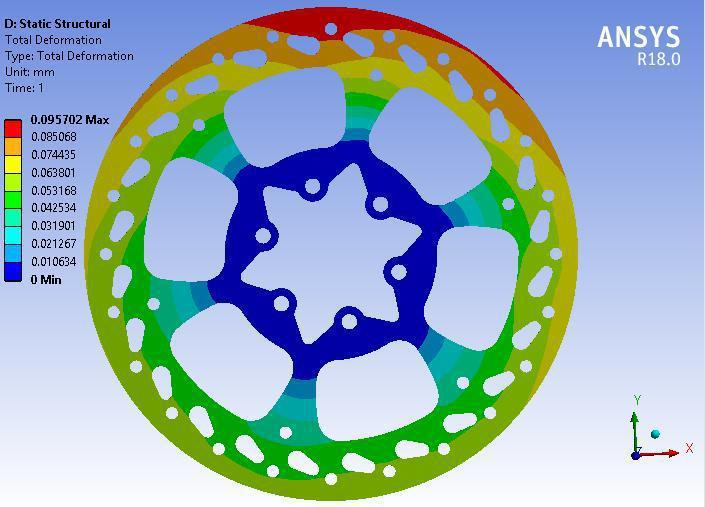 D: Static Structural
Total Deformation
Type: Total Deformation
Unit: mm
Time: 1
ANSYS
R18.0
0.095702 Max
0.085068
0.074435
0.063801
0.053168
0.042534
0.031901
0.021267
0.010634
0 Min
Y
X
Z